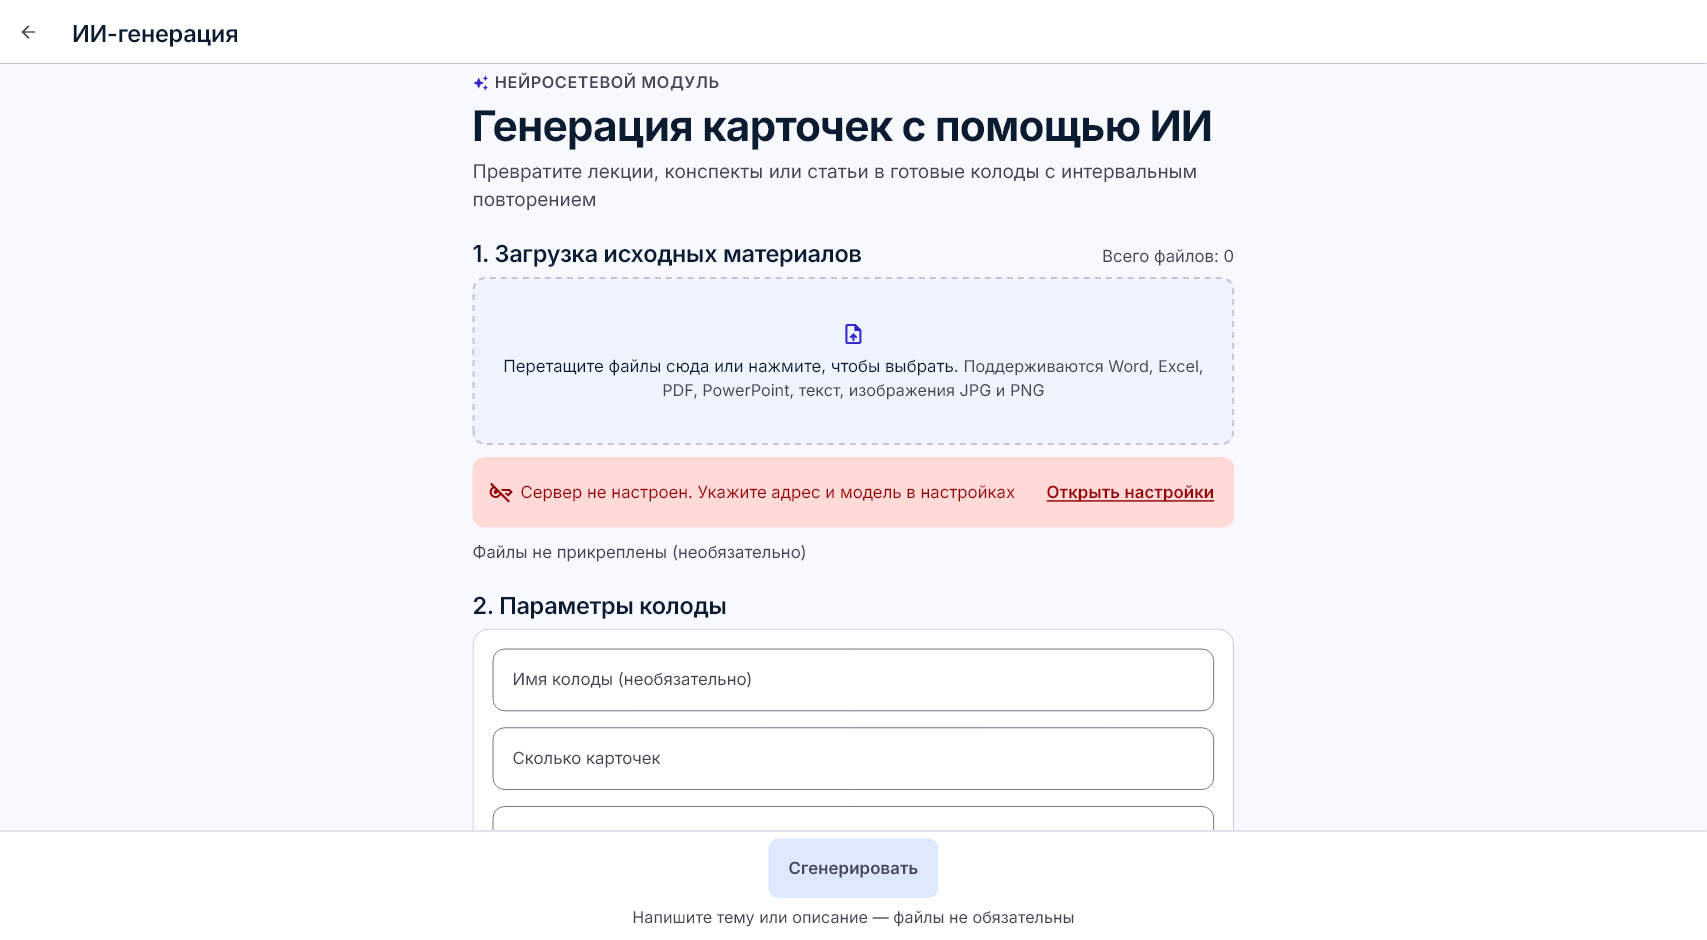 ИИ-генерация
НЕЙРОСЕТЕВОЙ МОДУЛЬ
Генерация карточек с помощью ИИ
Превратите лекции, конспекты или статьи в готовые колоды с интервальным
повторением
1. Загрузка исходных материалов
Всего файлов: 0
Перетащите файлы сюда или нажмите, чтобы выбрать. Поддерживаются Word, Excel,
PDF, PowerPoint, текст, изображения JPG и PNG
Сервер не настроен. Укажите адрес и модель в настройках
Открыть настройки
Файлы не прикреплены (необязательно)
2. Параметры колоды
Имя колоды (необязательно)
Сколько карточек
Сгенерировать
Напишите тему или описание — файлы не обязательны